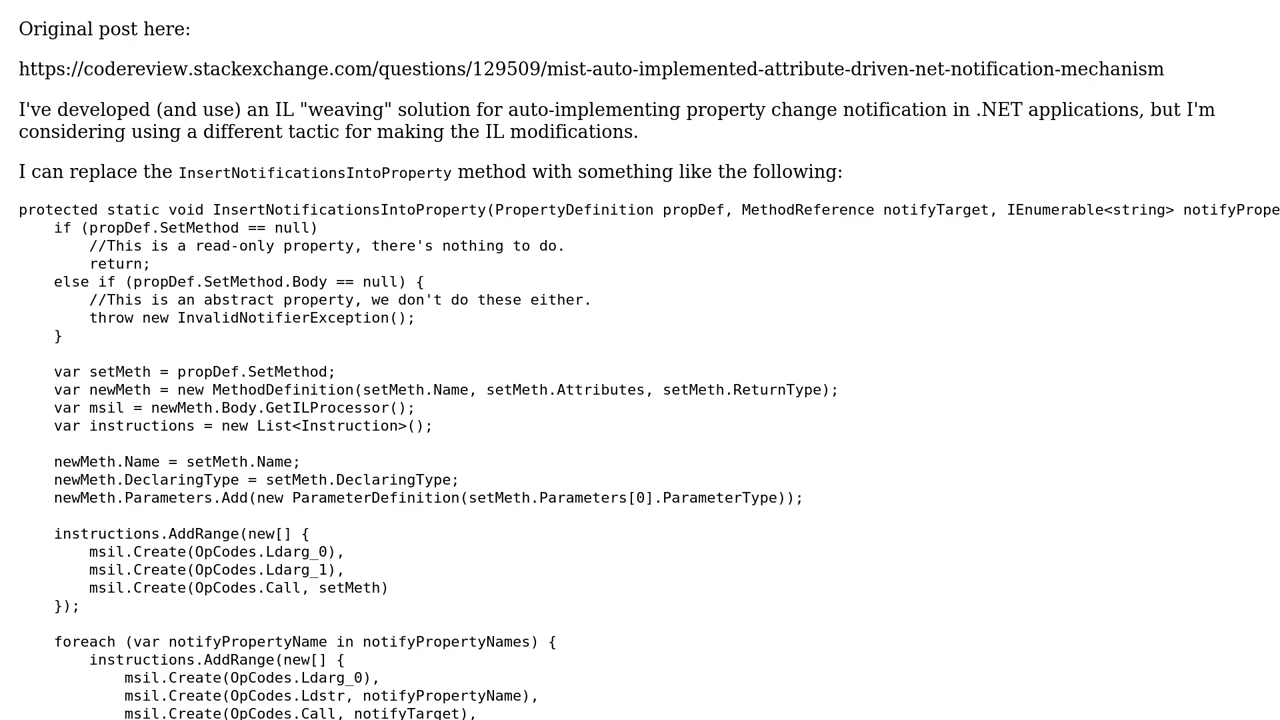 Original post here:
https://codereview.stackexchange.com/questions/129509/mist-auto-implemented-attribute-driven-net-notification-mechanism
I've developed (and use) an IL "weaving" solution for auto-implementing property change notification in .NET applications, but I'm
considering using a different tactic for making the IL modifications.
I can replace the InsertNotificationsIntoProperty method with something like the following:
protected static void InsertNotificationsIntoProperty(PropertyDefinition propDef, MethodReference notifyTarget, IEnumerable<string> notifyPrope
    if (propDef.SetMethod == null)
        //This is a read-only property, there's nothing to do.
        return;
    else if (propDef.SetMethod.Body == null) {
        //This is an abstract property, we don't do these either.
        throw new InvalidNotifierException();
    }
    var setMeth = propDef.SetMethod;
    var newMeth = new MethodDefinition(setMeth.Name, setMeth.Attributes, setMeth.ReturnType);
    var msil = newMeth.Body.GetILProcessor();
    var instructions = new List<Instruction>();
    newMeth.Name = setMeth.Name;
    newMeth.DeclaringType = setMeth.DeclaringType;
    newMeth.Parameters.Add(new ParameterDefinition(setMeth.Parameters[0].ParameterType));
    instructions.AddRange(new[] {
        msil.Create(OpCodes.Ldarg_0),
        msil.Create(OpCodes.Ldarg_1),
        msil.Create(OpCodes.Call, setMeth)
    });
    foreach (var notifyPropertyName in notifyPropertyNames) {
        instructions.AddRange(new[] {
            msil.Create(OpCodes.Ldarg_0),
            msil.Create(OpCodes.Ldstr, notifyPropertyName),
            msil.Create(OpCodes.Call, notifyTarget),